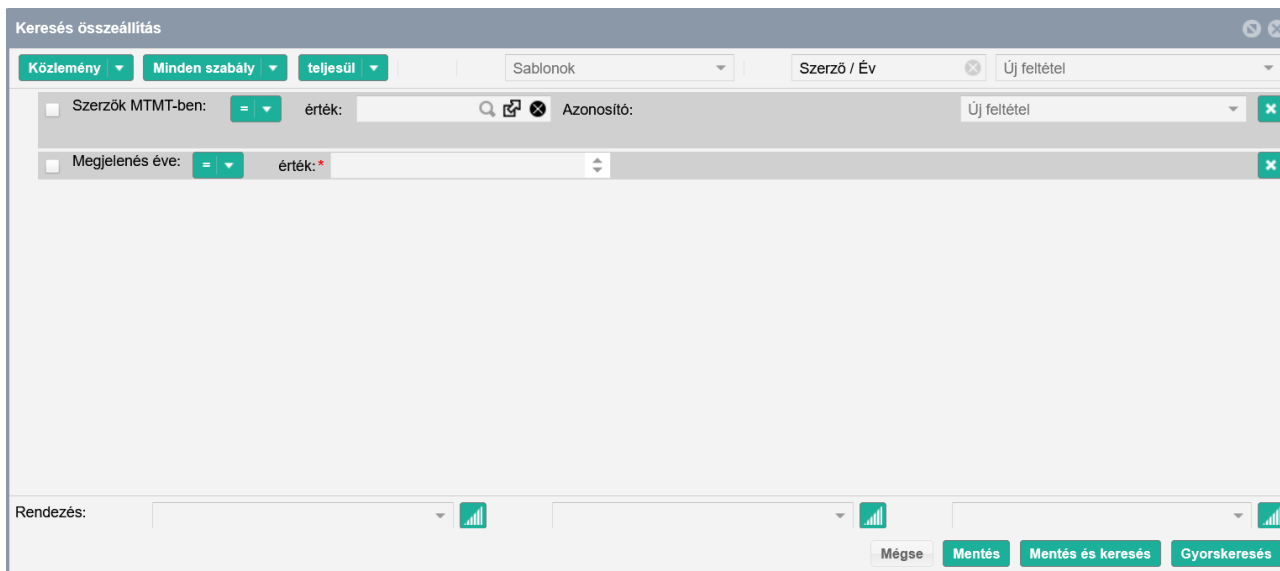 Keresés összeállítás
Közlemény Minden szabály teljesül Sablonok Szerző / Év Új feltétel
Szerzők MTMT-ben: = érték: Azonosító: Új feltétel
Megjelenés éve: = érték:*
Rendezés:
Mégse Mentés Mentés és keresés Gyorskeresés